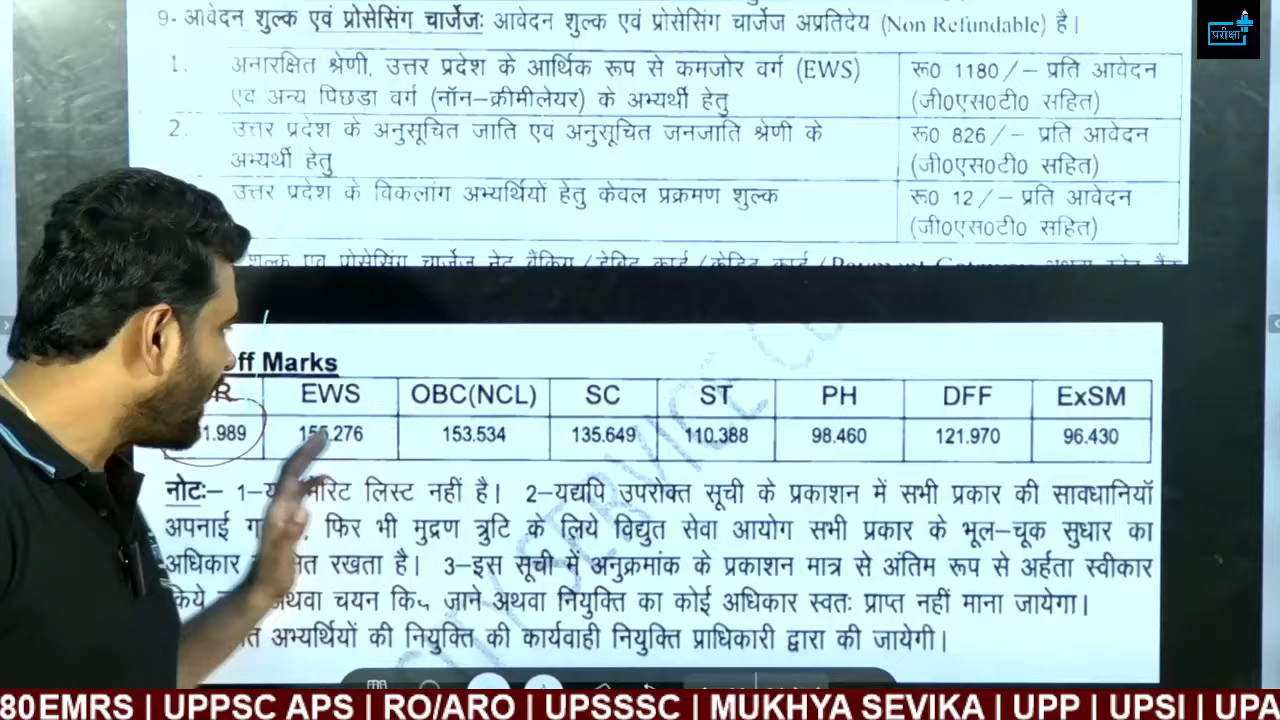 9- आवेदन शुल्क एवं प्रोसेसिंग चार्जेजः आवेदन शुल्क एवं प्रोसेसिंग चार्जेज अप्रतिदेय (Non Refundable) है।
परीक्षा
1. अनारक्षित श्रेणी, उत्तर प्रदेश के आर्थिक रूप से कमजोर वर्ग (EWS) रू0 1180/- प्रति आवेदन
एवं अन्य पिछडा वर्ग (नॉन-क्रीमीलेयर) के अभ्यर्थी हेतु (जी0एस0टी0 सहित)
2. उत्तर प्रदेश के अनुसूचित जाति एवं अनुसूचित जनजाति श्रेणी के रू0 826/- प्रति आवेदन
अभ्यर्थी हेतु (जी0एस0टी0 सहित)
उत्तर प्रदेश के विकलांग अभ्यर्थियों हेतु केवल प्रक्रमण शुल्क रू0 12/- प्रति आवेदन
(जी0एस0टी0 सहित)
शुल्क एवं प्रोसेसिंग चार्जेज नेट बैंकिंग/डेबिट कार्ड/क्रेडिट कार्ड/Payment
Marks
EWS OBC(NCL) SC ST PH DFF ExSM
155.276 153.534 135.649 110.388 98.460 121.970 96.430
नोटः- लिस्ट नहीं है। 2-यद्यपि उपरोक्त सूची के प्रकाशन में सभी प्रकार की सावधानियॉ
अपनाई फिर भी मुद्रण त्रुटि के लिये विद्युत सेवा आयोग सभी प्रकार के भूल-चूक सुधार का
अधिकार रखता है। 3-इस सूची में अनुक्रमांक के प्रकाशन मात्र से अंतिम रूप से अर्हता स्वीकार
किये अथवा चयन जाने अथवा नियुक्ति का कोई अधिकार स्वतः प्राप्त नहीं माना जायेगा।
अभ्यर्थियों की नियुक्ति की कार्यवाही नियुक्ति प्राधिकारी द्वारा की जायेगी।
80EMRS | UPPSC APS | RO/ARO | UPSSSC | MUKHYA SEVIKA | UPP | UPSI | UPA